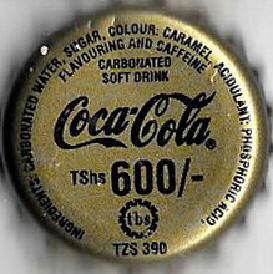 INGREDIENTS: CARBONATED WATER, SUGAR, COLOUR: CARAMEL, ACIDULANT: PHOSPHORIC ACID,
FLAVOURING AND CAFFEINE
CARBONATED
SOFT DRINK
Coca-Cola®
TShs 600/-
tbs
TZS 390